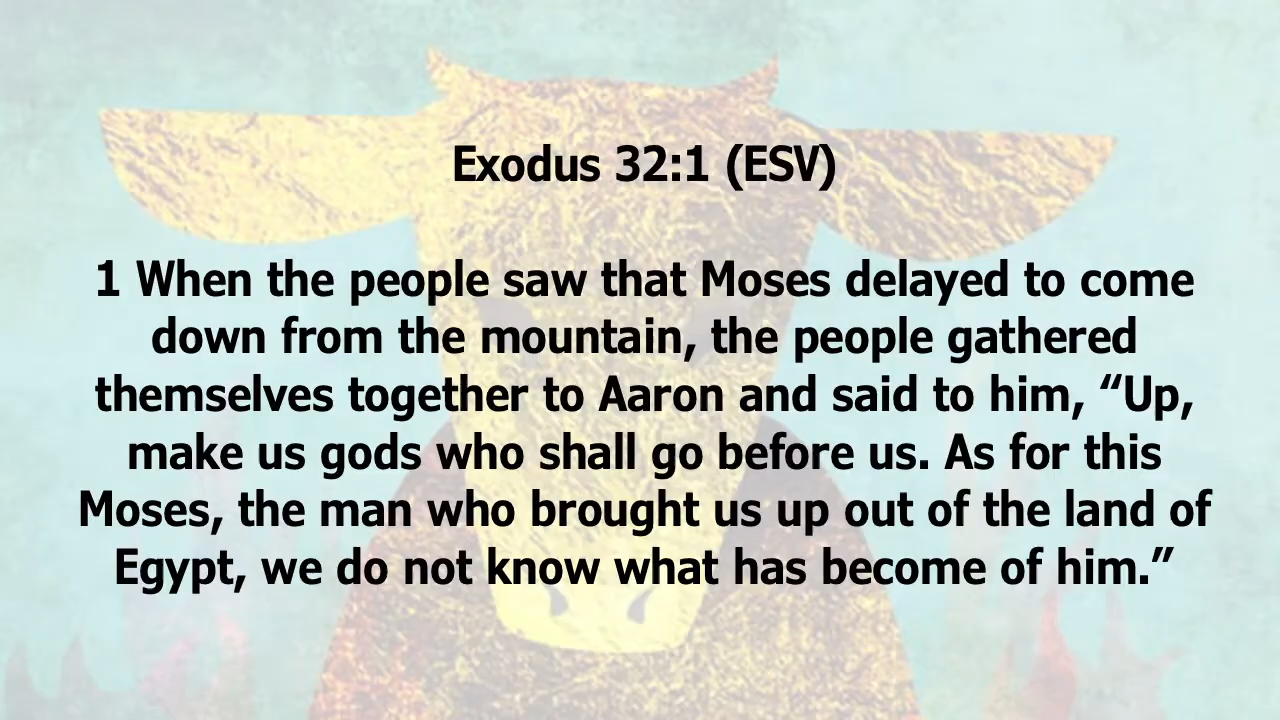 Exodus 32:1 (ESV)
1 When the people saw that Moses delayed to come
down from the mountain, the people gathered
themselves together to Aaron and said to him, “Up,
make us gods who shall go before us. As for this
Moses, the man who brought us up out of the land of
Egypt, we do not know what has become of him.”